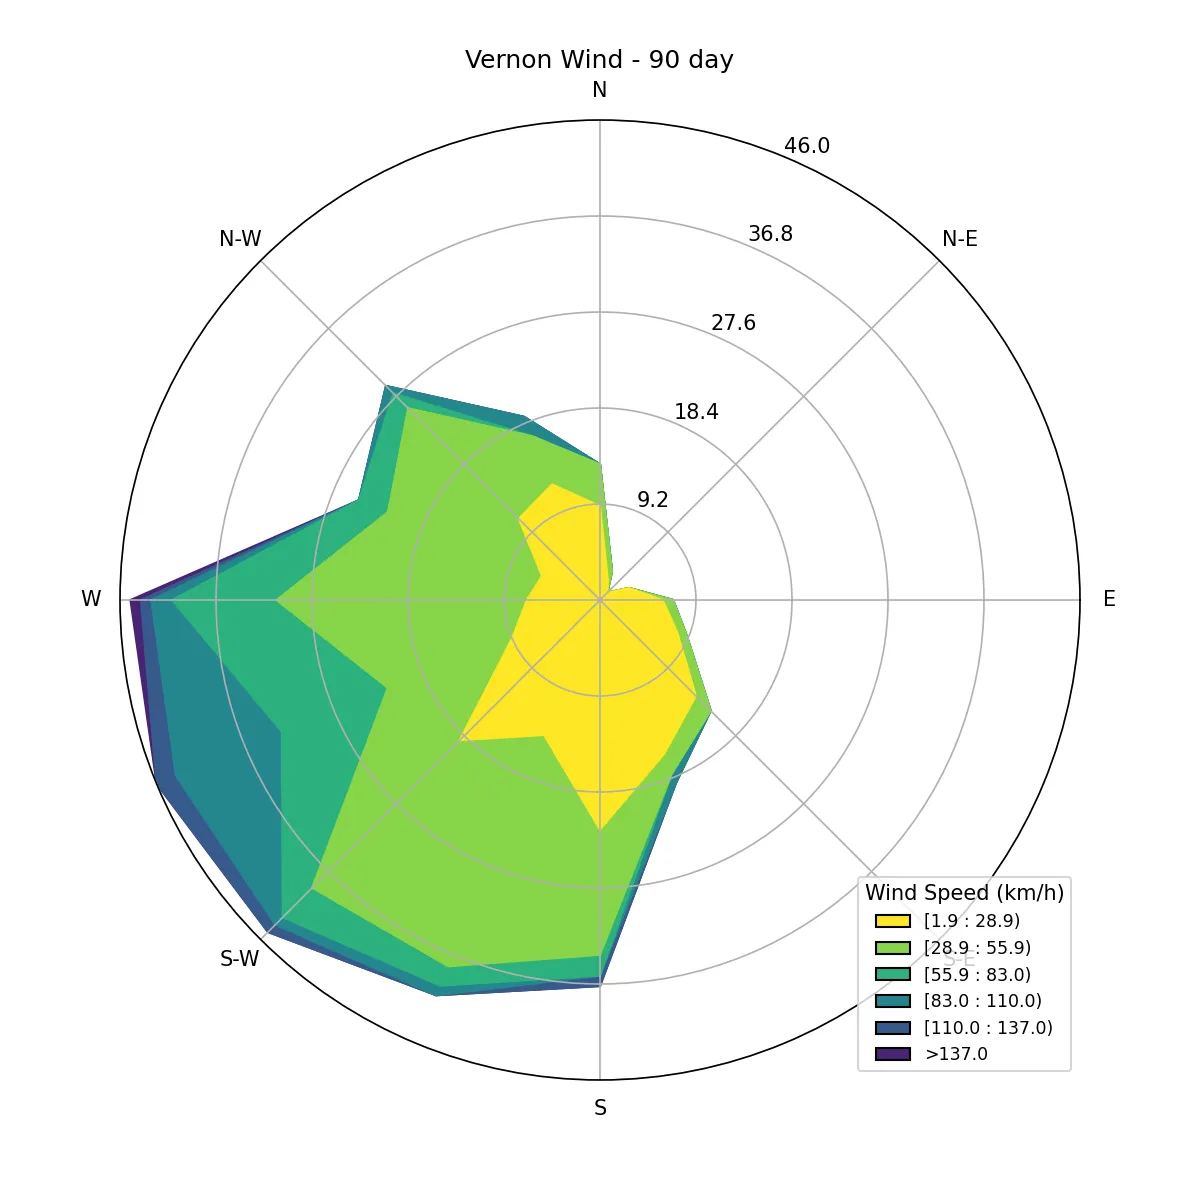 Vernon Wind - 90 day
N
46.0
36.8
N-W
N-E
27.6
18.4
9.2
W
E
Wind Speed (km/h)
[1.9 : 28.9)
[28.9 : 55.9)
S-W
S-E
[55.9 : 83.0)
[83.0 : 110.0)
[110.0 : 137.0)
>137.0
S